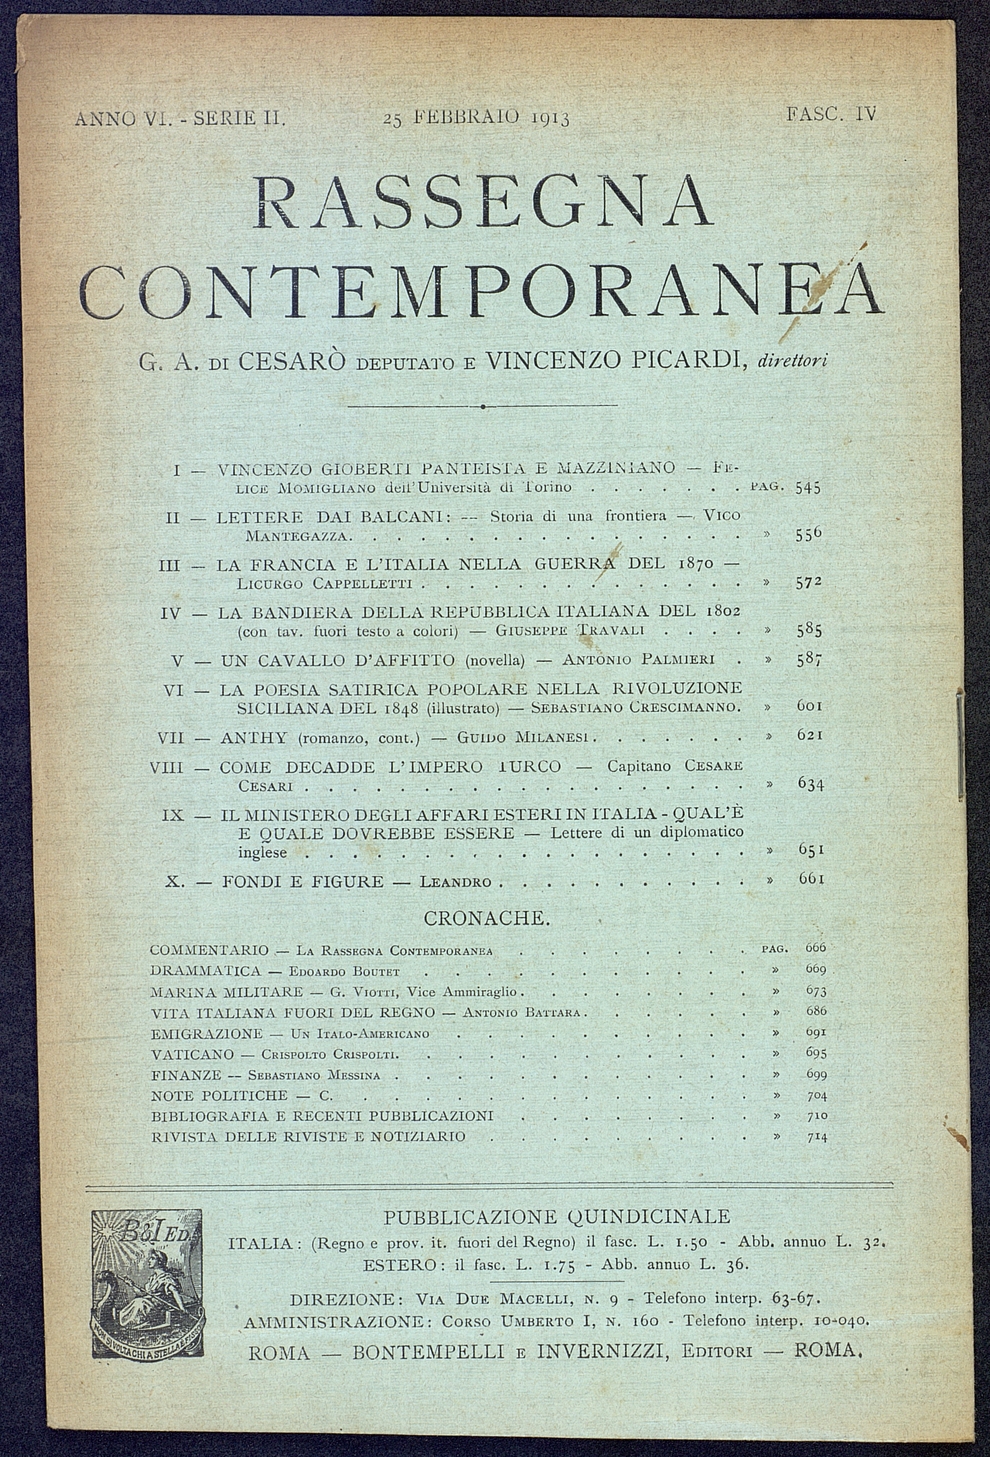 ANNO VI. - SERIE II. 25 FEBBRAIO 1913 FASC. IV
RASSEGNA
CONTEMPORANEA
G. A. DI CESARÒ DEPUTATO E VINCENZO PICARDI, direttori
I — VINCENZO GIOBERTI PANTEISTA E MAZZINIANO — FE-
LICE MOMIGLIANO dell'Università di Torino . . . . . . . PAG. 545
II — LETTERE DAI BALCANI: -- Storia di una frontiera — VICO
MANTEGAZZA. . . . . . . . . . . . . . . . . » 556
III — LA FRANCIA E L'ITALIA NELLA GUERRA DEL 1870 —
LICURGO CAPPELLETTI . . . . . . . . . . . . . » 572
IV — LA BANDIERA DELLA REPUBBLICA ITALIANA DEL 1802
(con tav. fuori testo a colori) — GIUSEPPE TRAVALI . . . . » 585
V — UN CAVALLO D'AFFITTO (novella) — ANTONIO PALMIERI . » 587
VI — LA POESIA SATIRICA POPOLARE NELLA RIVOLUZIONE
SICILIANA DEL 1848 (illustrato) — SEBASTIANO CRESCIMANNO. » 601
VII — ANTHY (romanzo, cont.) — GUIDO MILANESI . . . . . . . » 621
VIII — COME DECADDE L'IMPERO TURCO — Capitano CESARE
CESARI . . . . . . . . . . . . . . . . . . . » 634
IX — IL MINISTERO DEGLI AFFARI ESTERI IN ITALIA - QUAL'È
E QUALE DOVREBBE ESSERE — Lettere di un diplomatico
inglese . . . . . . . . . . . . . . . . . . . » 651
X. — FONDI E FIGURE — LEANDRO . . . . . . . . . . . » 661
CRONACHE.
COMMENTARIO — LA RASSEGNA CONTEMPORANEA . . . . . . . . PAG. 666
DRAMMATICA — EDOARDO BOUTET . . . . . . . . . . . » 669
MARINA MILITARE — G. VIOTTI, Vice Ammiraglio . . . . . . . . » 673
VITA ITALIANA FUORI DEL REGNO — ANTONIO BATTARA . . . . . . » 686
EMIGRAZIONE — UN ITALO-AMERICANO . . . . . . . . . . » 691
VATICANO — CRISPOLTO CRISPOLTI. . . . . . . . . . . . » 695
FINANZE -- SEBASTIANO MESSINA . . . . . . . . . . . . » 699
NOTE POLITICHE — C. . . . . . . . . . . . . . » 704
BIBLIOGRAFIA E RECENTI PUBBLICAZIONI . . . . . . . . » 710
RIVISTA DELLE RIVISTE E NOTIZIARIO . . . . . . . . . » 714
B&I ED.
NON SI VOLTA CHI A STELLA È FISSO
PUBBLICAZIONE QUINDICINALE
ITALIA: (Regno e prov. it. fuori del Regno) il fasc. L. 1.50 - Abb. annuo L. 32.
ESTERO: il fasc. L. 1.75 - Abb. annuo L. 36.
DIREZIONE: VIA DUE MACELLI, N. 9 - Telefono interp. 63-67.
AMMINISTRAZIONE: CORSO UMBERTO I, N. 160 - Telefono interp. 10-040.
ROMA — BONTEMPELLI E INVERNIZZI, EDITORI — ROMA.